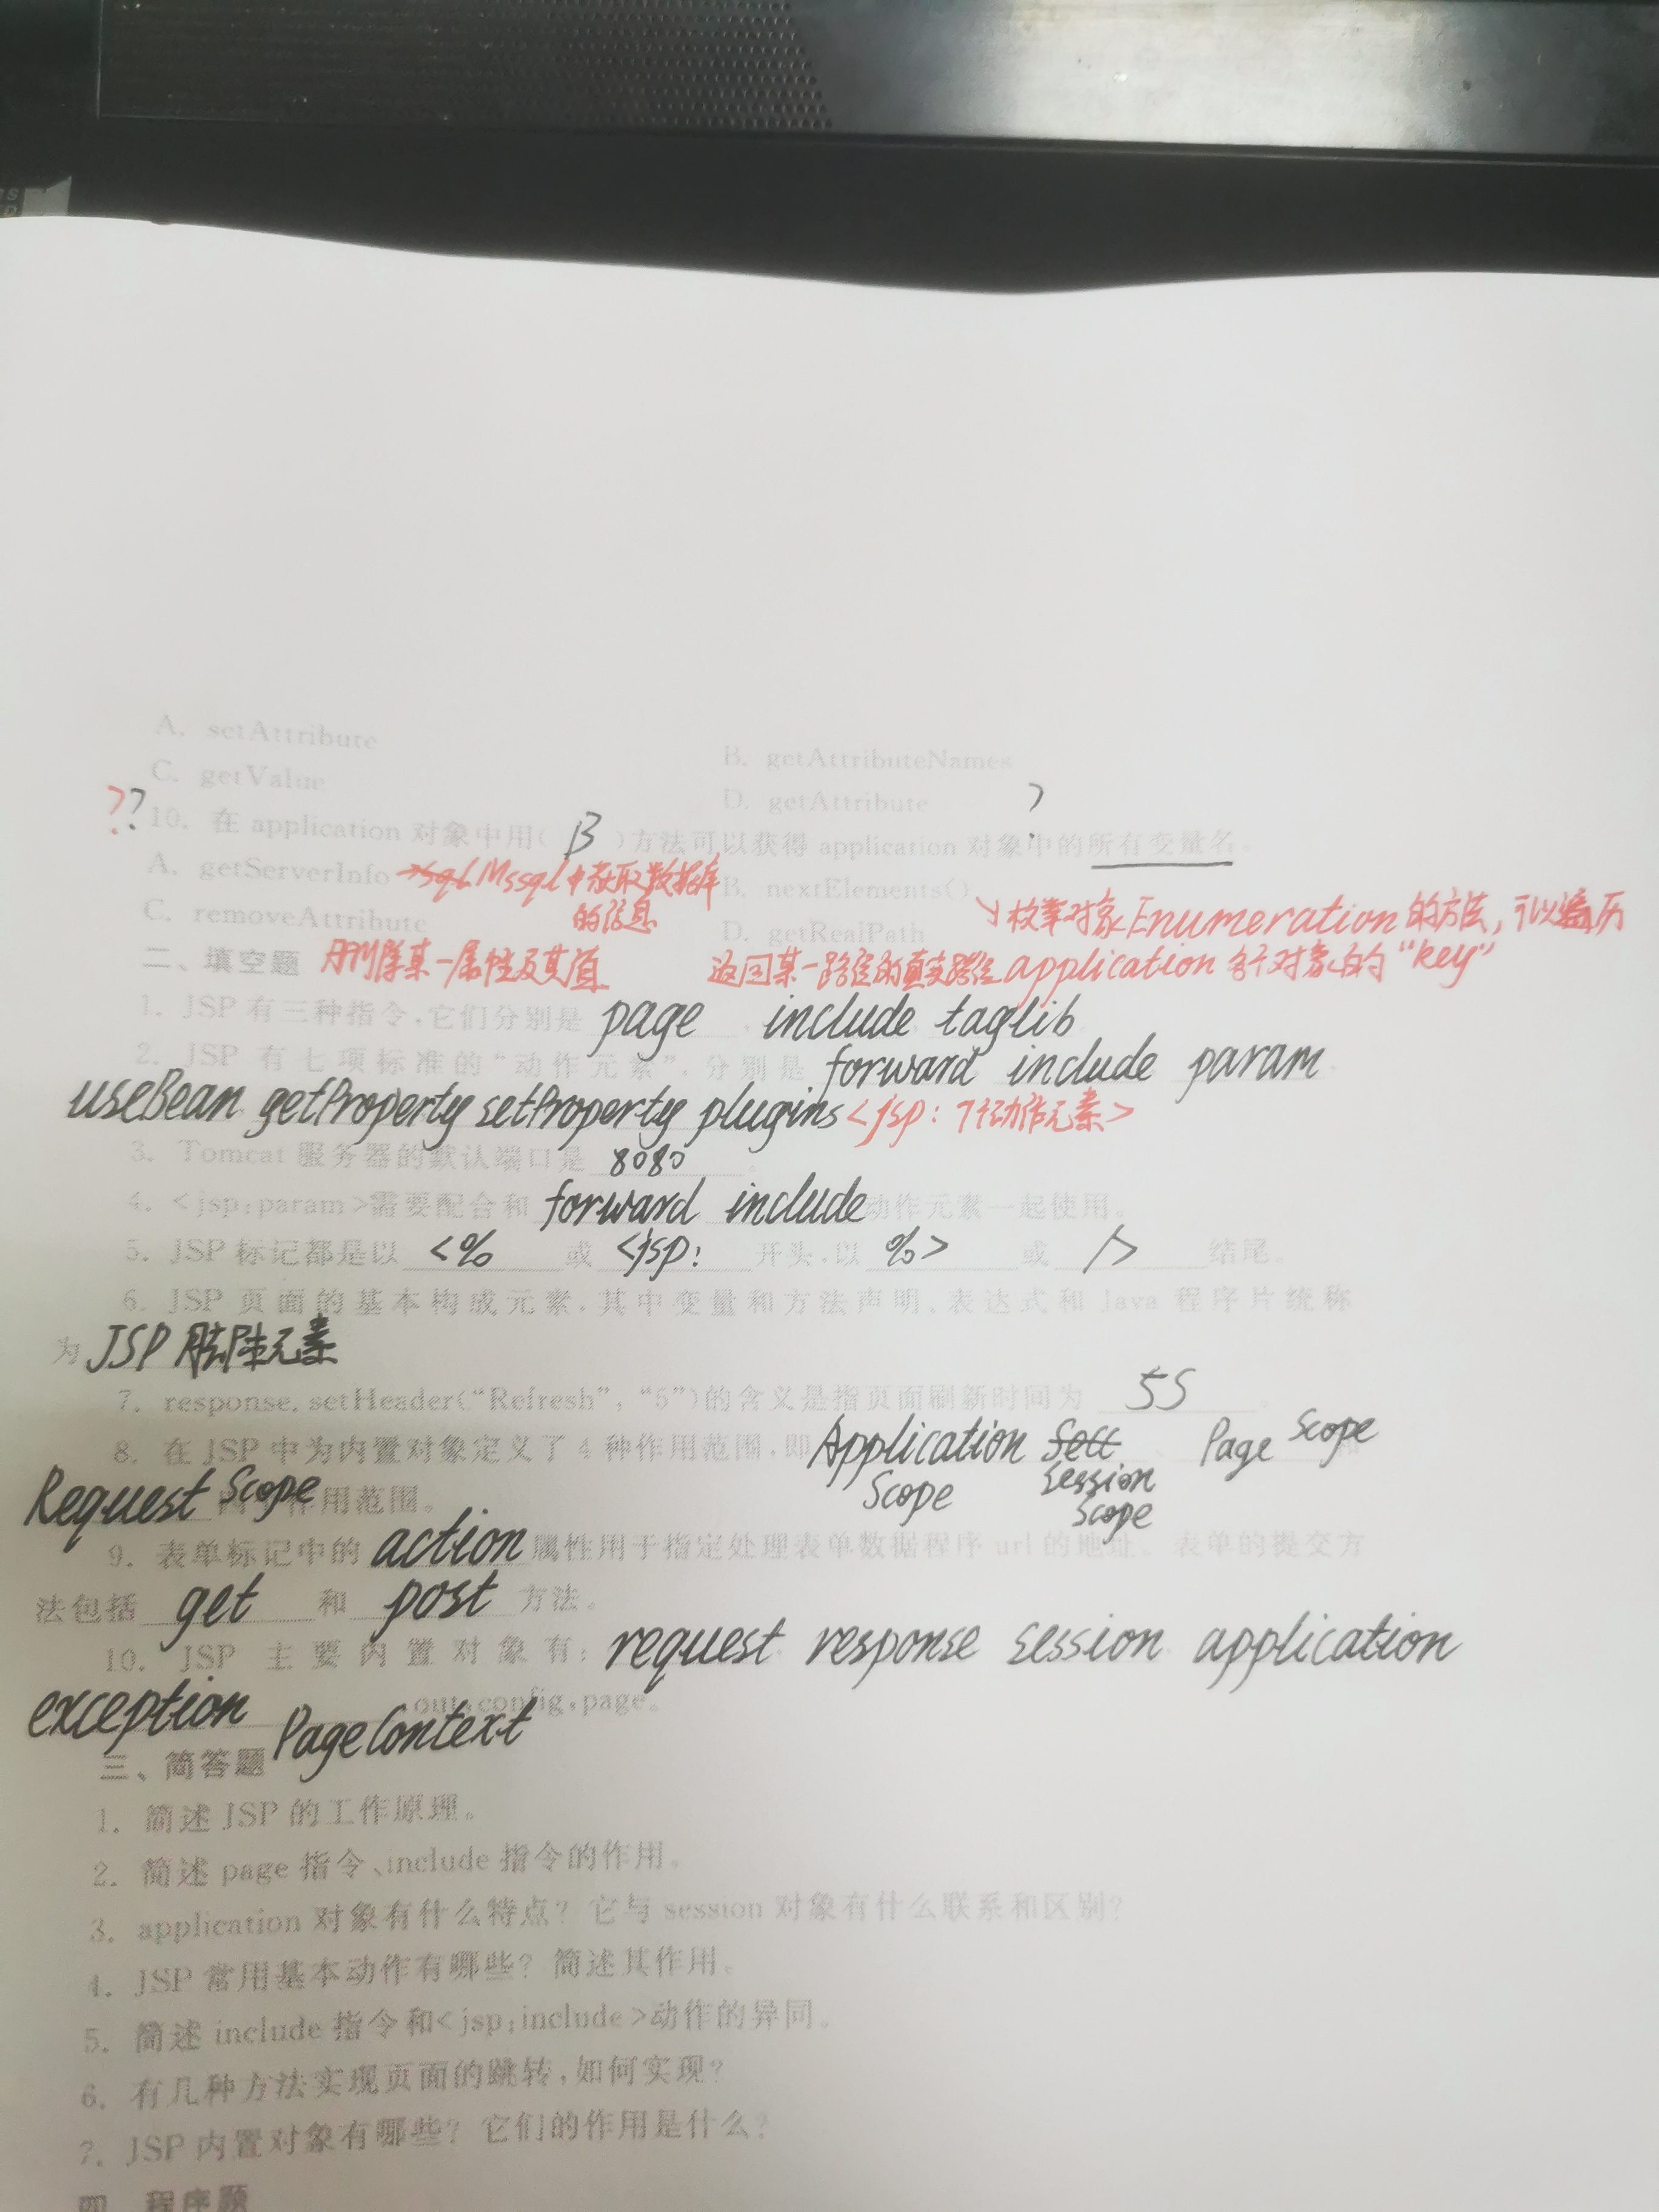 A. setAttribute
B. getAttributeNames
C. getValue
D. getAttribute ?
?? 10. 在 application 对象中用( B )方法可以获得 application 对象中的所有变量名。
A. getServerInfo →sql Mssql中获取数据库的信息
B. nextElements()
↘枚举对象Enumeration的方法,可以遍历application各个对象的“key”
C. removeAttribute
用删除某一属性及其值
D. getRealPath
返回某一路径的真实路径
二、填空题
1. JSP 有三种指令,它们分别是 page 、include taglib
2. JSP 有七项标准的“动作元素”,分别是 forward include param
useBean getProperty setProperty plugins <jsp: 7个动作元素>
3. Tomcat 服务器的默认端口是 8080 。
4. <jsp:param>需要配合和 forward include 动作元素一起使用。
5. JSP 标记都是以 <% 或 <jsp: 开头,以 %> 或 /> 结尾。
6. JSP 页面的基本构成元素,其中变量和方法声明、表达式和 Java 程序片统称
为 JSP 脚本元素
7. response.setHeader("Refresh", "5")的含义是指页面刷新时间为 5S 。
8. 在 JSP 中为内置对象定义了 4 种作用范围,即 Application Scope Session Scope Page Scope 和
Request Scope 作用范围。
9. 表单标记中的 action 属性用于指定处理表单数据程序 url 的地址。表单的提交方
法包括 get 和 post 方法。
10. JSP 主要内置对象有: request response session application
exception PageContext ,out,config,page。
三、简答题
1. 简述 JSP 的工作原理。
2. 简述 page 指令、include 指令的作用。
3. application 对象有什么特点? 它与 session 对象有什么联系和区别?
4. JSP 常用基本动作有哪些? 简述其作用。
5. 简述 include 指令和<jsp:include>动作的异同。
6. 有几种方法实现页面的跳转,如何实现?
7. JSP 内置对象有哪些? 它们的作用是什么?
四、程序题